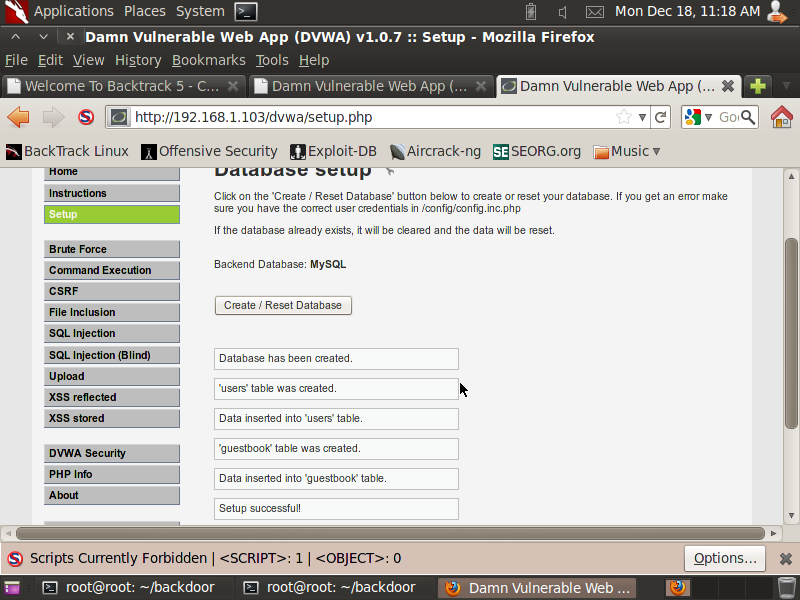 Applications Places System
Mon Dec 18, 11:18 AM
Damn Vulnerable Web App (DVWA) v1.0.7 :: Setup - Mozilla Firefox
File Edit View History Bookmarks Tools Help
Welcome To Backtrack 5 - C...
Damn Vulnerable Web App (...
Damn Vulnerable Web App (...
http://192.168.1.103/dvwa/setup.php
Go
BackTrack Linux
Offensive Security
Exploit-DB
Aircrack-ng
SE SEORG.org
Music
Home
Instructions
Setup
Brute Force
Command Execution
CSRF
File Inclusion
SQL Injection
SQL Injection (Blind)
Upload
XSS reflected
XSS stored
DVWA Security
PHP Info
About
Database setup
Click on the 'Create / Reset Database' button below to create or reset your database. If you get an error make
sure you have the correct user credentials in /config/config.inc.php
If the database already exists, it will be cleared and the data will be reset.
Backend Database: MySQL
Create / Reset Database
Database has been created.
'users' table was created.
Data inserted into 'users' table.
'guestbook' table was created.
Data inserted into 'guestbook' table.
Setup successful!
Scripts Currently Forbidden | <SCRIPT>: 1 | <OBJECT>: 0
Options...
root@root: ~/backdoor
root@root: ~/backdoor
Damn Vulnerable Web ...